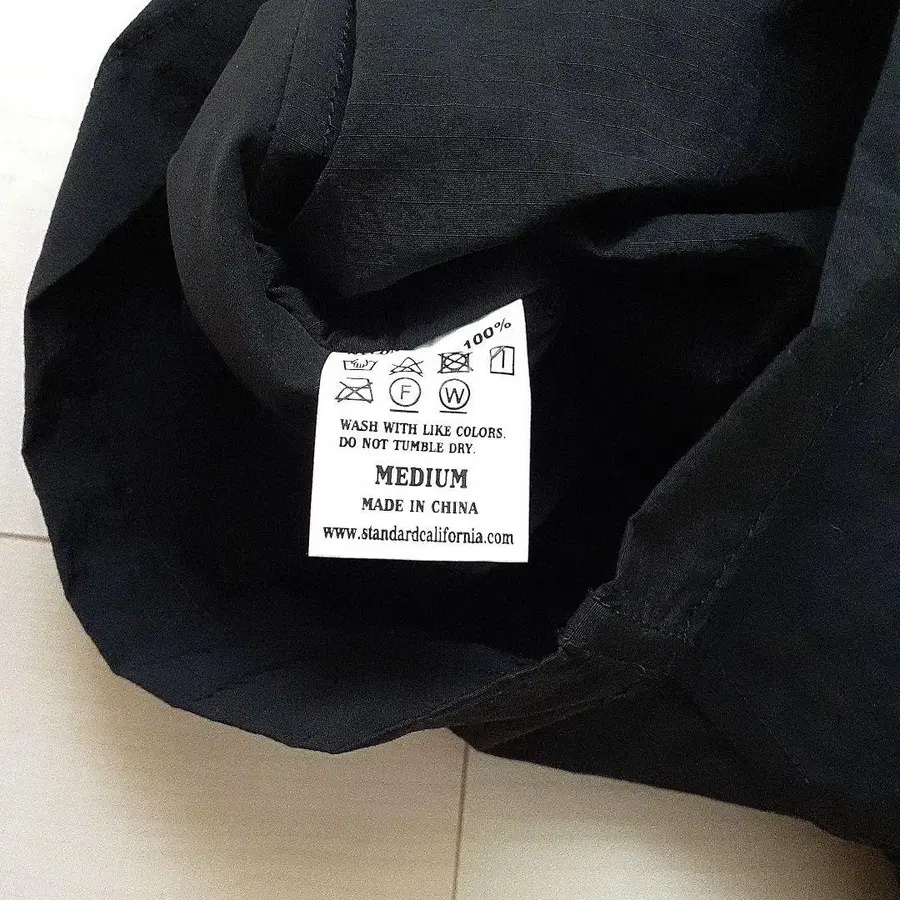 100%
F W
WASH WITH LIKE COLORS.
DO NOT TUMBLE DRY.
MEDIUM
MADE IN CHINA
www.standardcalifornia.com